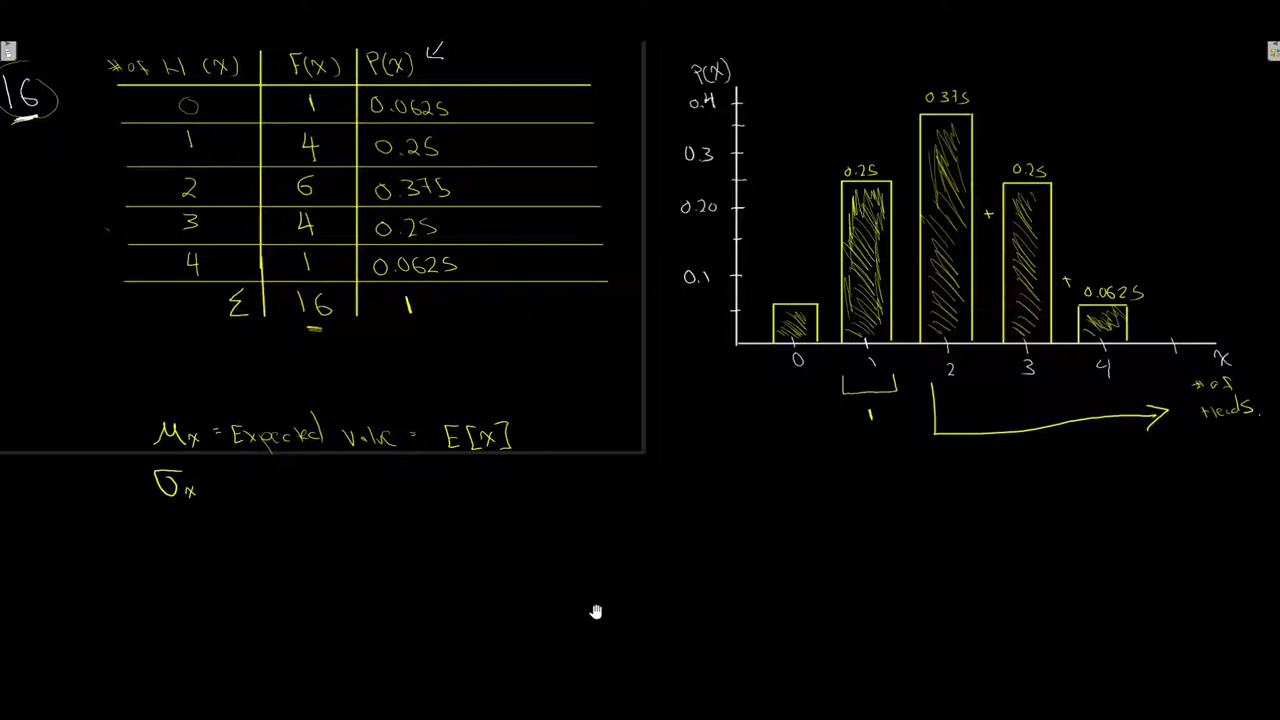 16
# of H (x) F(x) P(x)
0 1 0.0625
1 4 0.25
2 6 0.375
3 4 0.25
4 1 0.0625
Σ 16 1
μx = Expected value = E[x]
σx
P(x)
0.4
0.3
0.20
0.1
0.25
0.375
+
0.25
+
0.0625
0 1 2 3 4 x
# of
Heads.
1